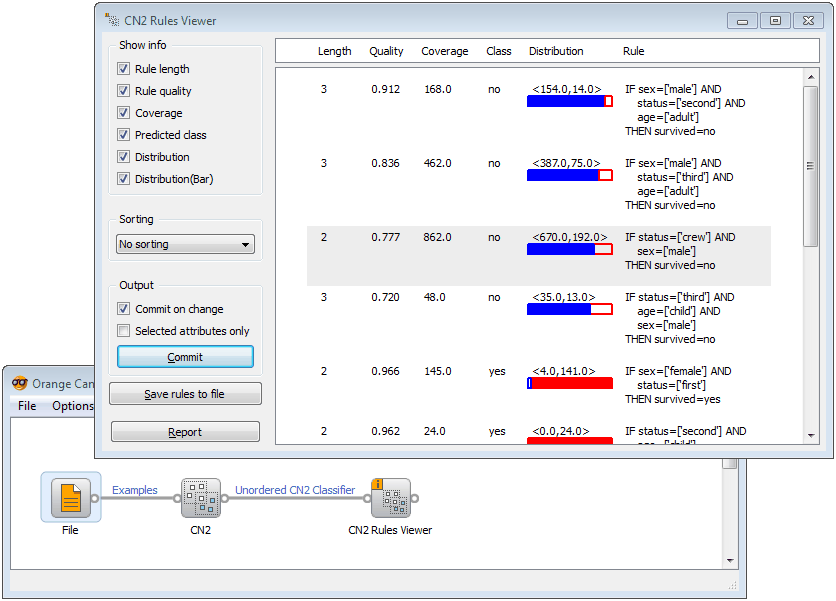 CN2 Rules Viewer
Show info
Rule length
Rule quality
Coverage
Predicted class
Distribution
Distribution(Bar)
Sorting
No sorting
Output
Commit on change
Selected attributes only
Commit
Save rules to file
Report
Length Quality Coverage Class Distribution Rule
3 0.912 168.0 no <154.0,14.0> IF sex=['male'] AND
status=['second'] AND
age=['adult']
THEN survived=no
3 0.836 462.0 no <387.0,75.0> IF sex=['male'] AND
status=['third'] AND
age=['adult']
THEN survived=no
2 0.777 862.0 no <670.0,192.0> IF status=['crew'] AND
sex=['male']
THEN survived=no
3 0.720 48.0 no <35.0,13.0> IF status=['third'] AND
age=['child'] AND
sex=['male']
THEN survived=no
2 0.966 145.0 yes <4.0,141.0> IF sex=['female'] AND
status=['first']
THEN survived=yes
2 0.962 24.0 yes <0.0,24.0> IF status=['second'] AND
age=['child']
Orange Can
File Options
Examples
Unordered CN2 Classifier
i
File
CN2
CN2 Rules Viewer